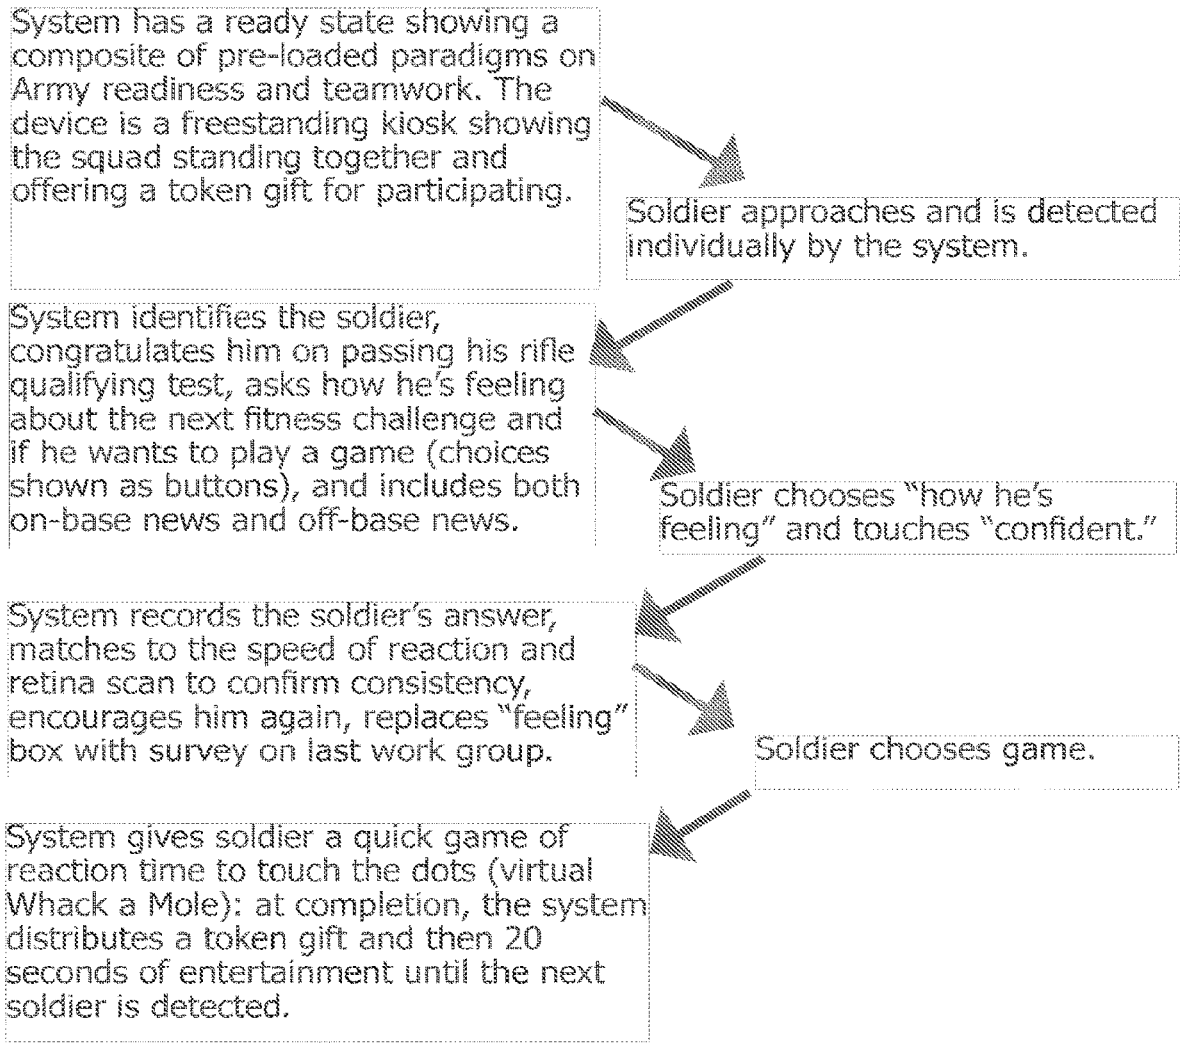 System has a ready state showing a
composite of pre-loaded paradigms on
Army readiness and teamwork. The
device is a freestanding kiosk showing
the squad standing together and
offering a token gift for participating.
Soldier approaches and is detected
individually by the system.
System identifies the soldier,
congratulates him on passing his rifle
qualifying test, asks how he's feeling
about the next fitness challenge and
if he wants to play a game (choices
shown as buttons), and includes both
on-base news and off-base news.
Soldier chooses “how he's
feeling” and touches “confident.”
System records the soldier's answer,
matches to the speed of reaction and
retina scan to confirm consistency,
encourages him again, replaces “feeling”
box with survey on last work group.
Soldier chooses game.
System gives soldier a quick game of
reaction time to touch the dots (virtual
Whack a Mole): at completion, the system
distributes a token gift and then 20
seconds of entertainment until the next
soldier is detected.